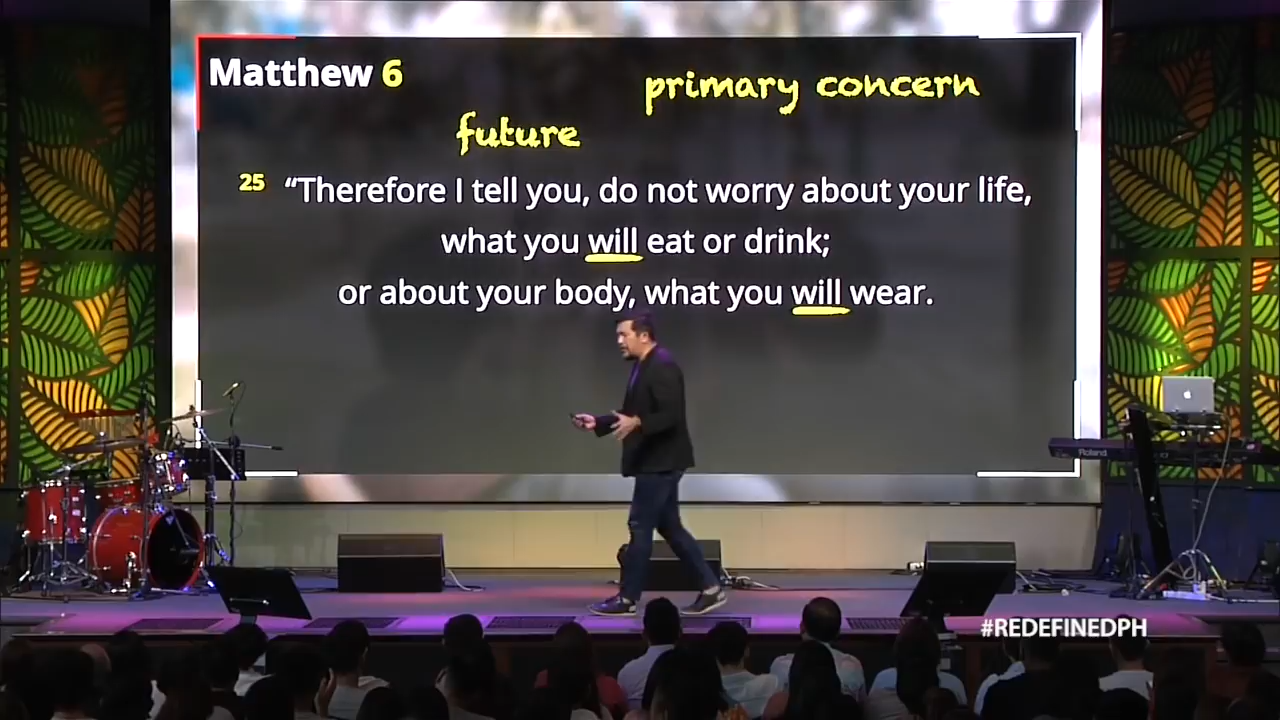 Matthew 6
primary concern
future
25 “Therefore I tell you, do not worry about your life,
what you will eat or drink;
or about your body, what you will wear.
Roland
#REDEFINEDPH